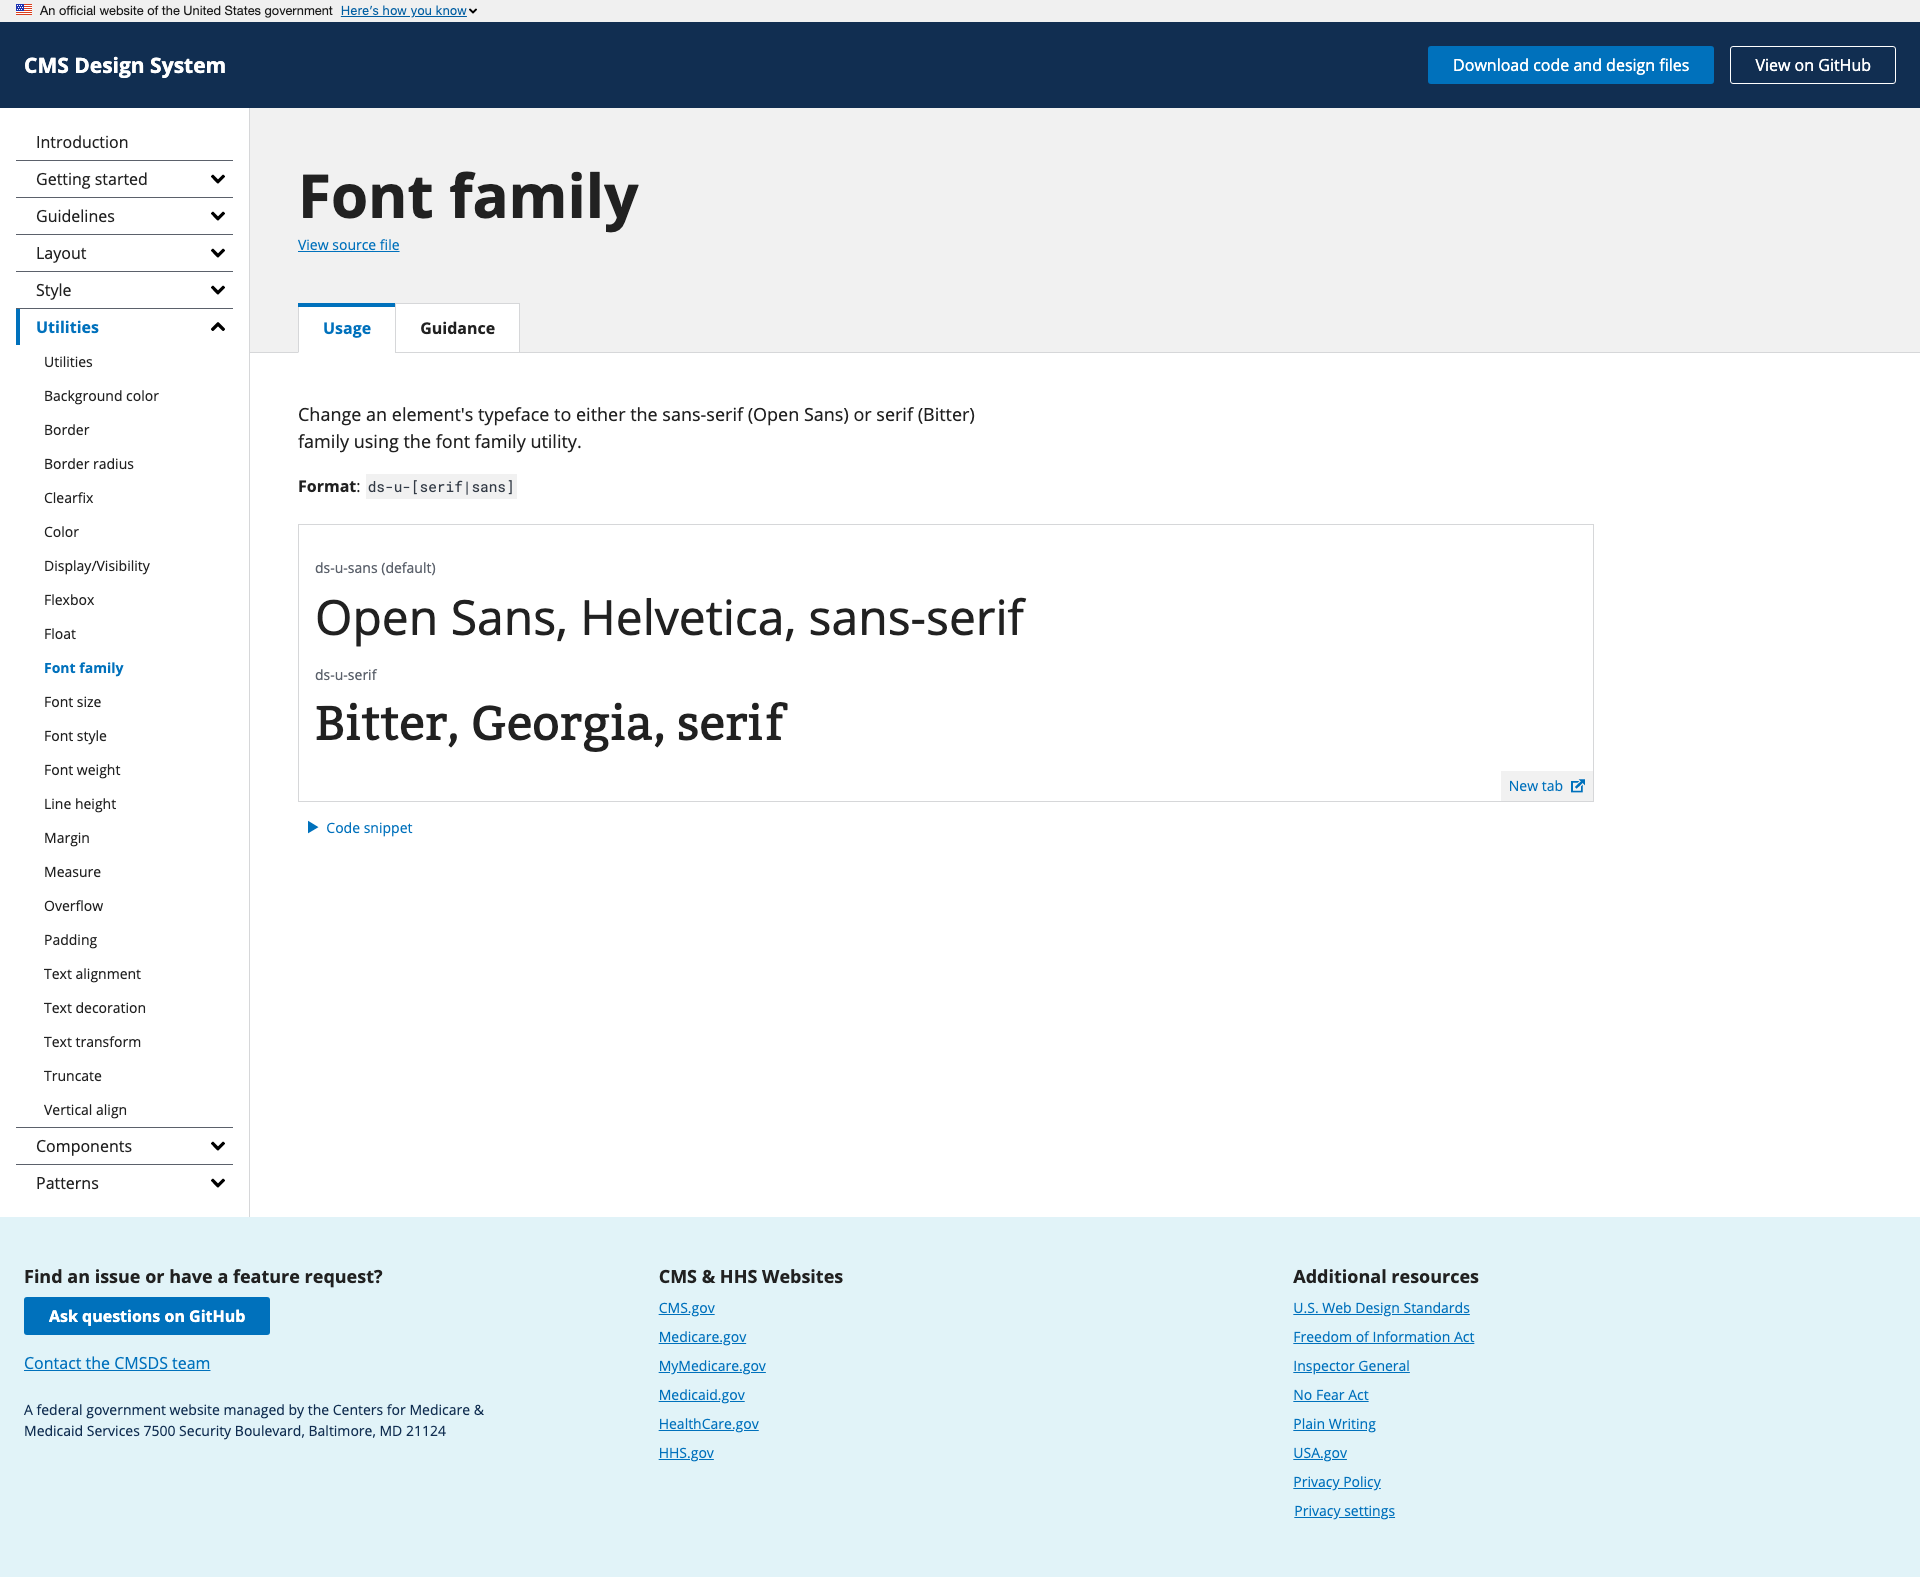 An official website of the United States government Here's how you know
CMS Design System
Download code and design files
View on GitHub
Introduction
Getting started
Guidelines
Layout
Style
Utilities
Utilities
Background color
Border
Border radius
Clearfix
Color
Display/Visibility
Flexbox
Float
Font family
Font size
Font style
Font weight
Line height
Margin
Measure
Overflow
Padding
Text alignment
Text decoration
Text transform
Truncate
Vertical align
Components
Patterns
Font family
View source file
Usage
Guidance
Change an element's typeface to either the sans-serif (Open Sans) or serif (Bitter)
family using the font family utility.
Format: ds-u-[serif|sans]
ds-u-sans (default)
Open Sans, Helvetica, sans-serif
ds-u-serif
Bitter, Georgia, serif
New tab
Code snippet
Find an issue or have a feature request?
Ask questions on GitHub
Contact the CMSDS team
A federal government website managed by the Centers for Medicare &
Medicaid Services 7500 Security Boulevard, Baltimore, MD 21124
CMS & HHS Websites
CMS.gov
Medicare.gov
MyMedicare.gov
Medicaid.gov
HealthCare.gov
HHS.gov
Additional resources
U.S. Web Design Standards
Freedom of Information Act
Inspector General
No Fear Act
Plain Writing
USA.gov
Privacy Policy
Privacy settings